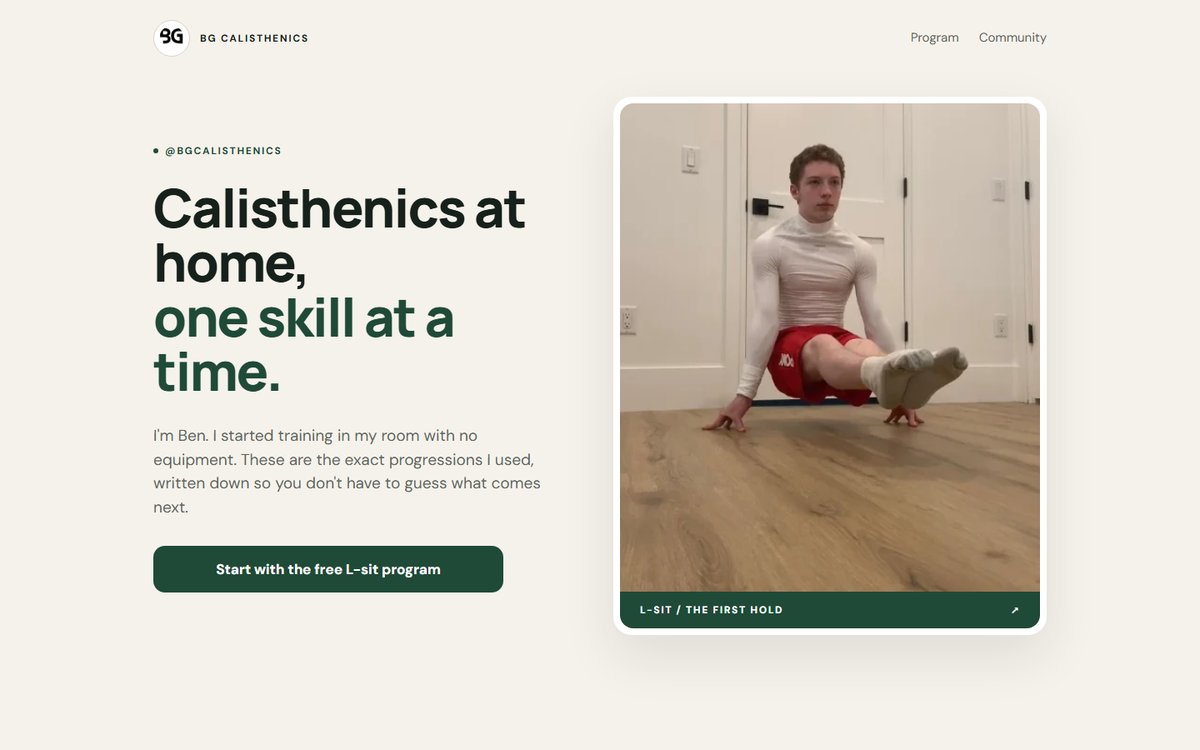 BG
BG CALISTHENICS
Program
Community
@BGCALISTHENICS
Calisthenics at
home,
one skill at a
time.
I'm Ben. I started training in my room with no
equipment. These are the exact progressions I used,
written down so you don't have to guess what comes
next.
Start with the free L-sit program
L-SIT / THE FIRST HOLD